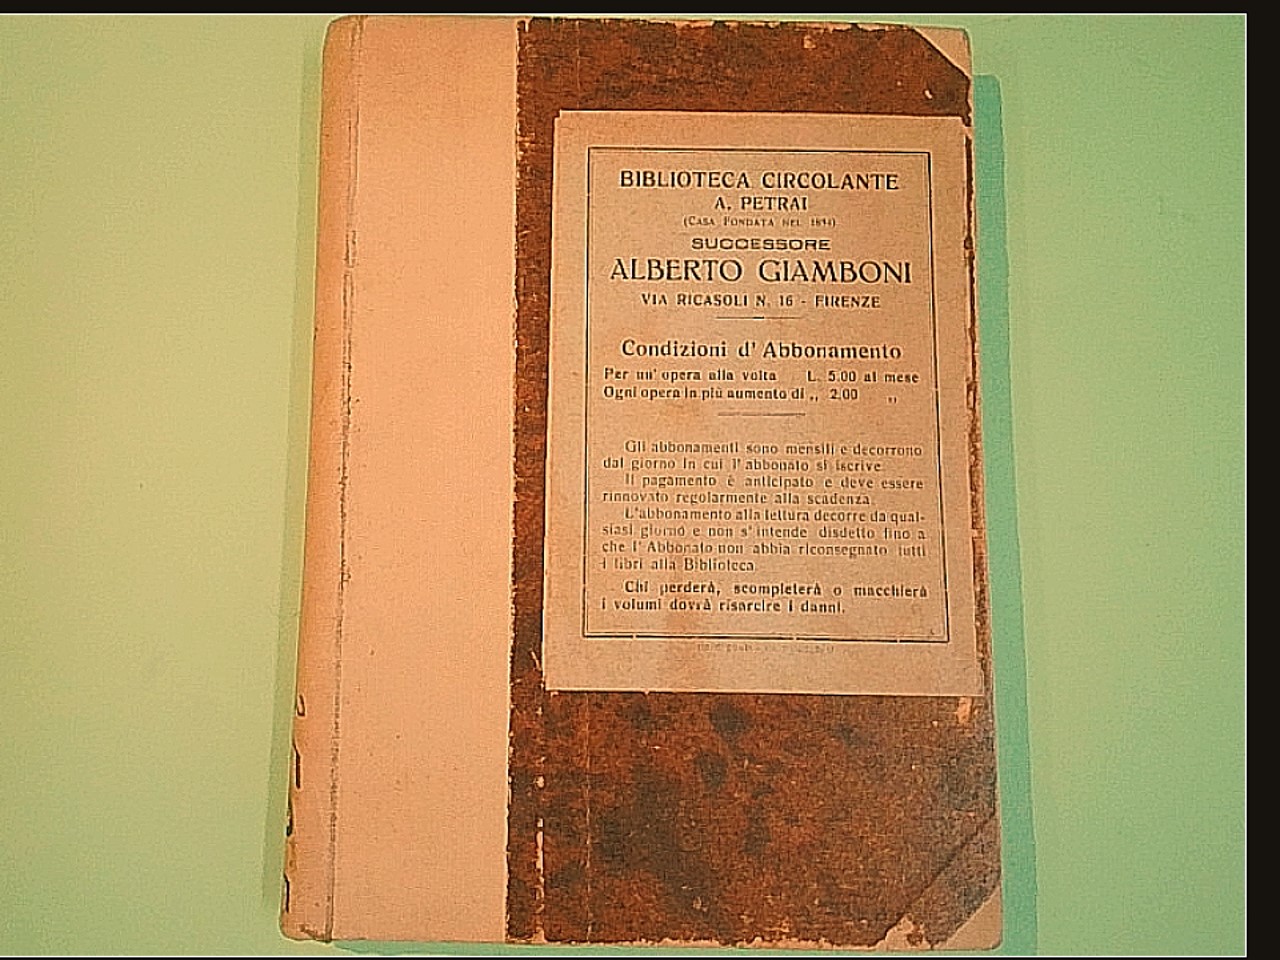 BIBLIOTECA CIRCOLANTE
A. PETRAI
(CASA FONDATA NEL 1894)
SUCCESSORE
ALBERTO GIAMBONI
VIA RICASOLI N. 16 - FIRENZE
Condizioni d' Abbonamento
Per un' opera alla volta L. 5.00 al mese
Ogni opera in più aumento di „ 2.00 „
Gli abbonamenti sono mensili e decorrono
dal giorno in cui l' abbonato si iscrive.
Il pagamento è anticipato e deve essere
rinnovato regolarmente alla scadenza.
L'abbonamento alla lettura decorre da qual-
siasi giorno e non s' intende disdetto fino a
che l' Abbonato non abbia riconsegnato tutti
i libri alla Biblioteca.
Chi perderà, scompleterà o macchierà
i volumi dovrà risarcire i danni.